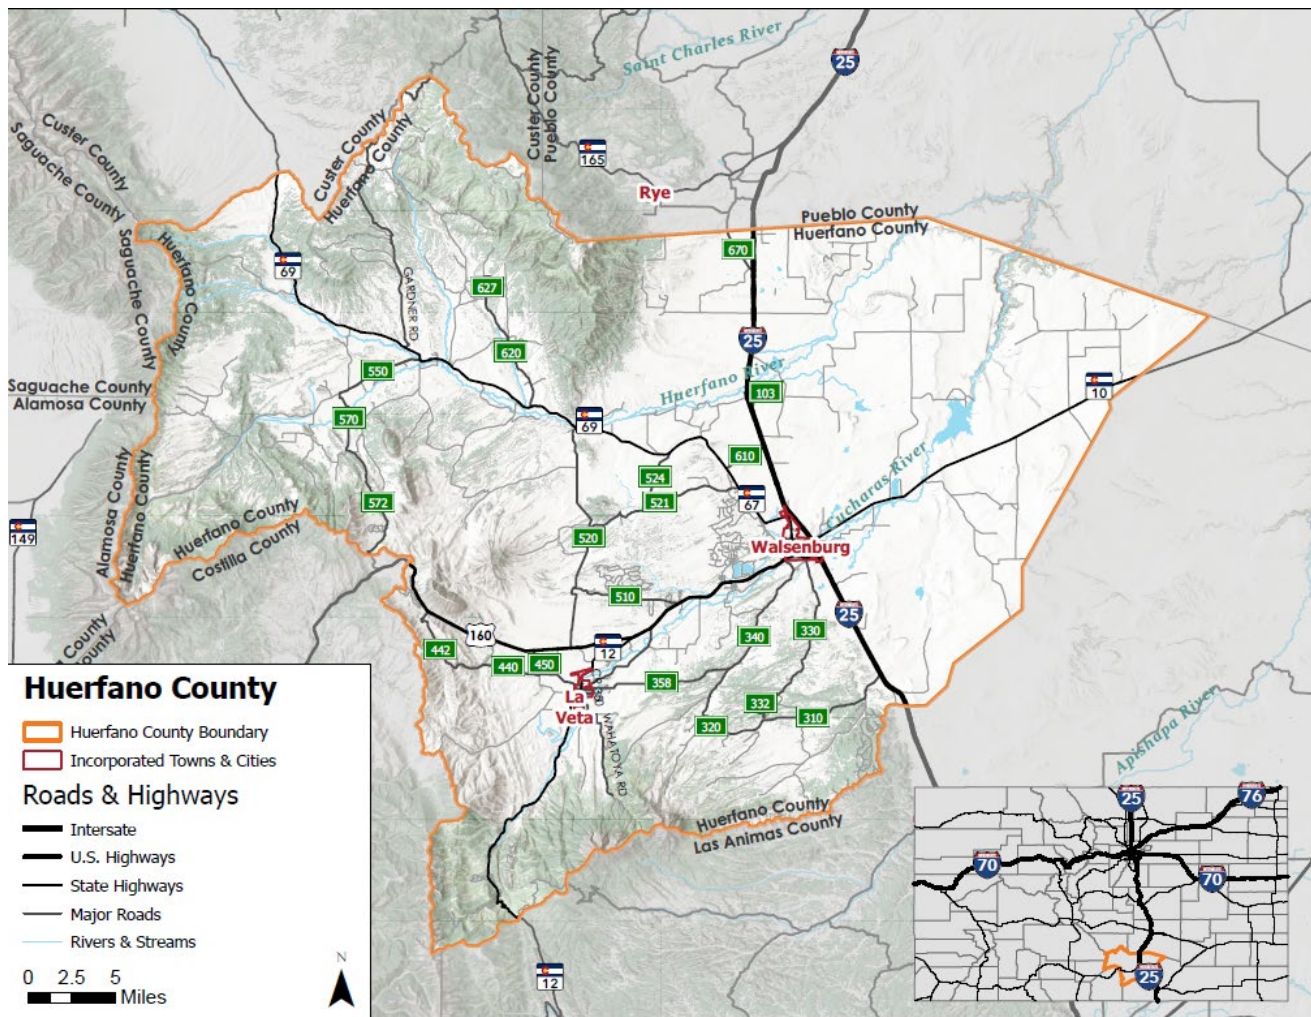 Saint Charles River
25
Custer County
Pueblo County
165
Rye
Custer County
Saguache County
Custer County
Huerfano County
Pueblo County
Huerfano County
670
Saguache County
Huerfano County
69
GARDNER RD
627
25
620
Huerfano River
103
10
Saguache County
Alamosa County
550
570
69
610
524
521
67
Cucharas River
572
149
Alamosa County
Huerfano County
Huerfano County
Costilla County
520
Walsenburg
510
25
160
12
340
330
442
440
450
358
La
Veta
WAHATOYA RD
320
332
310
Apishapa River
Huerfano County
Las Animas County
12
Huerfano County
Huerfano County Boundary
Incorporated Towns & Cities
Roads & Highways
Intersate
U.S. Highways
State Highways
Major Roads
Rivers & Streams
0 2.5 5
Miles
N
25
76
70
70
25